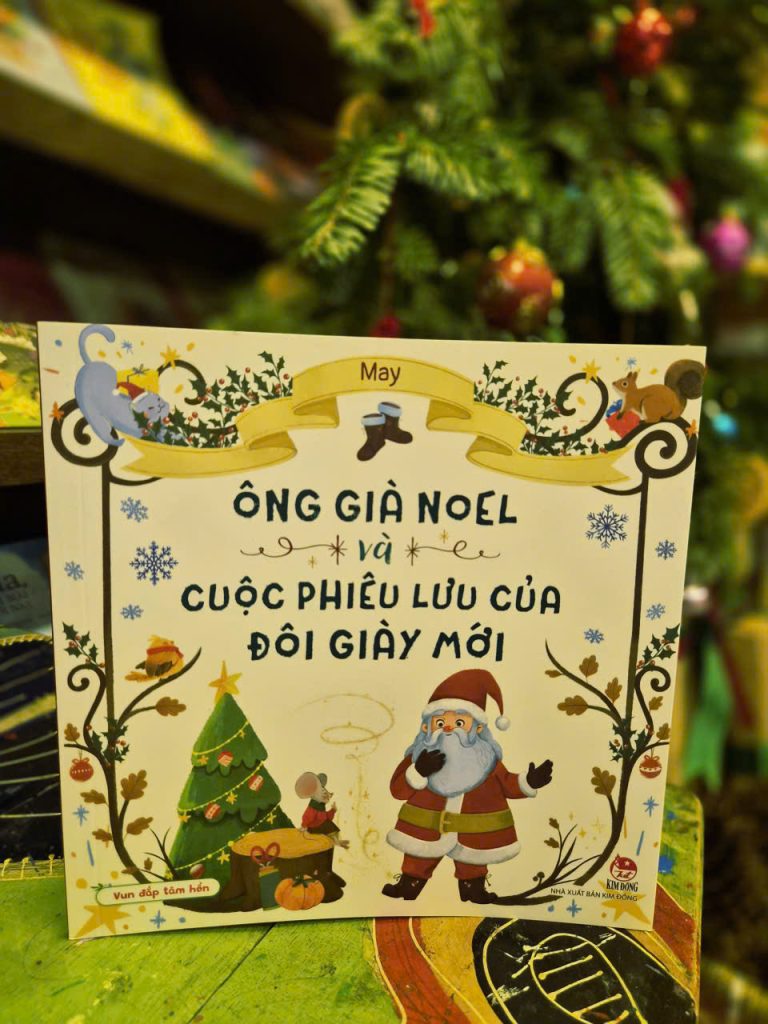 May
ÔNG GIÀ NOEL
và
CUỘC PHIÊU LƯU CỦA
ĐÔI GIÀY MỚI
Vun đắp tâm hồn
KIM ĐỒNG
NHÀ XUẤT BẢN KIM ĐỒNG